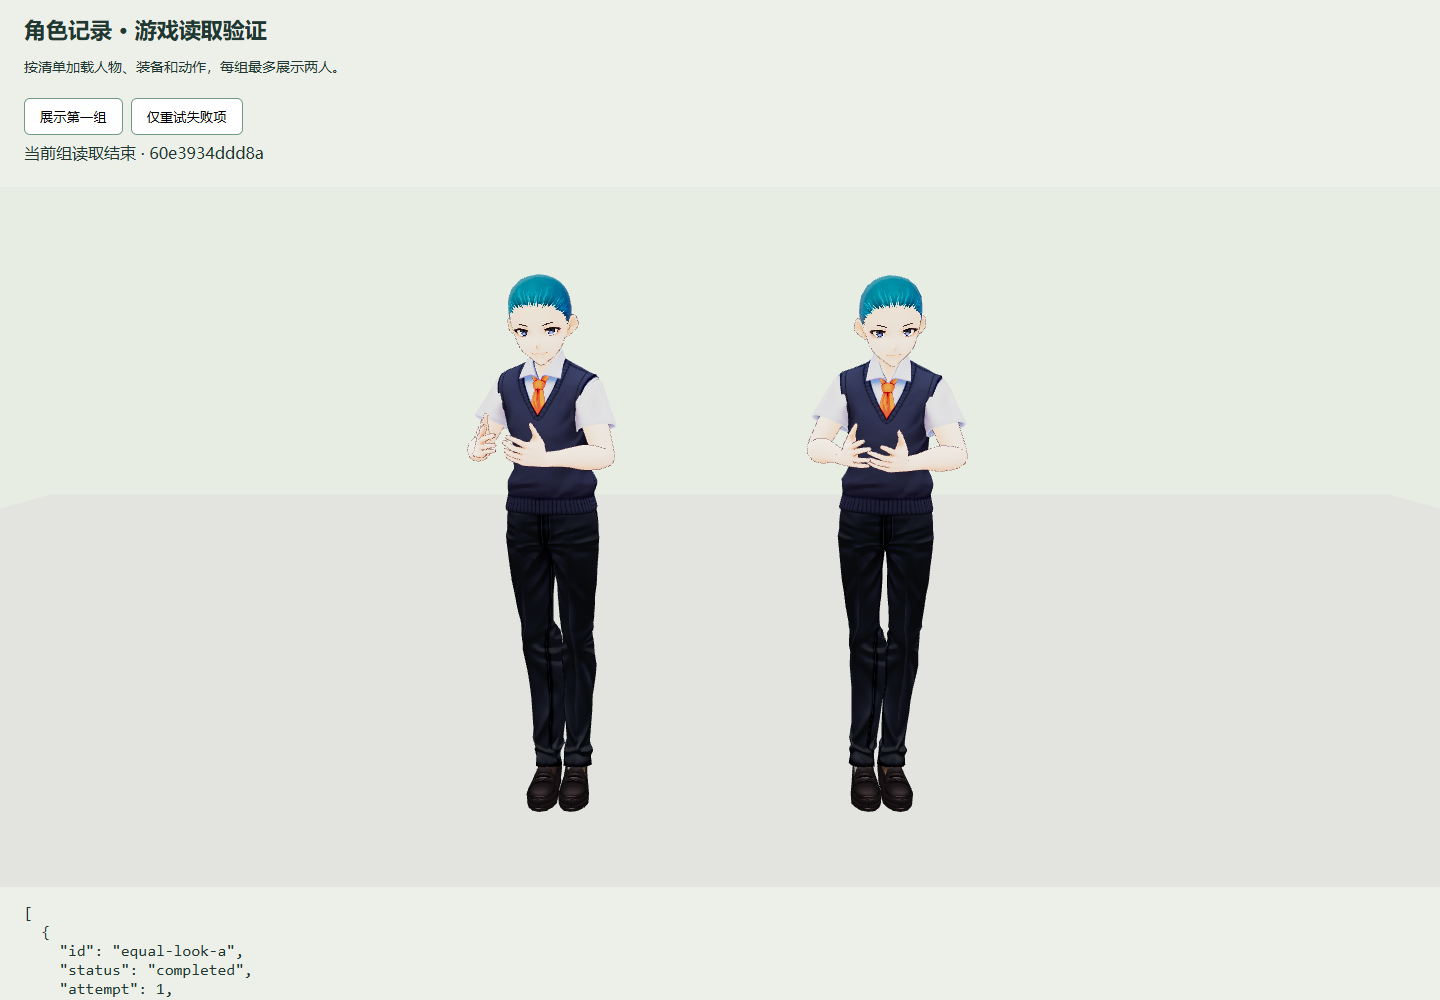 角色记录 • 游戏读取验证
按清单加载人物、装备和动作，每组最多展示两人。
展示第一组
仅重试失败项
当前组读取结束 · 60e3934ddd8a
[
  {
    "id": "equal-look-a",
    "status": "completed",
    "attempt": 1,